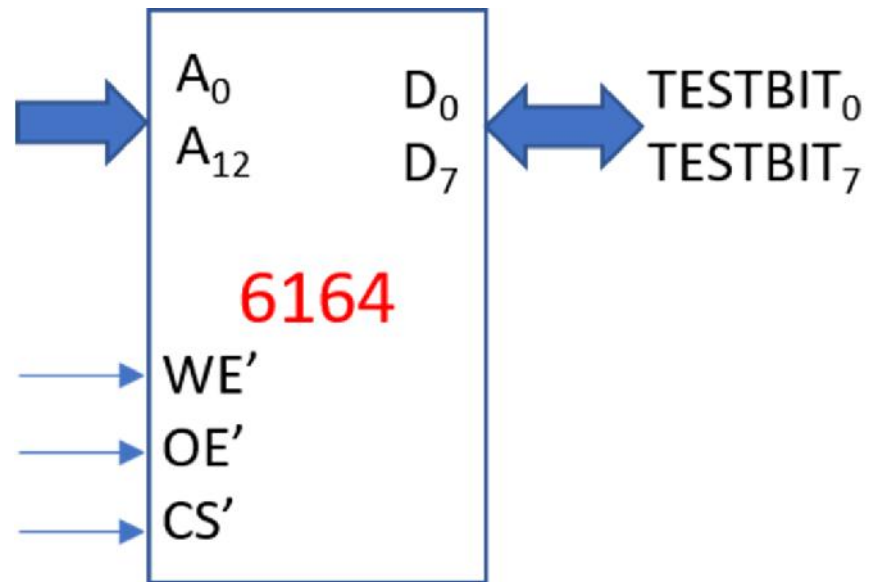 A₀ D₀ TESTBIT₀
A₁₂ D₇ TESTBIT₇
6164
WE’
OE’
CS’